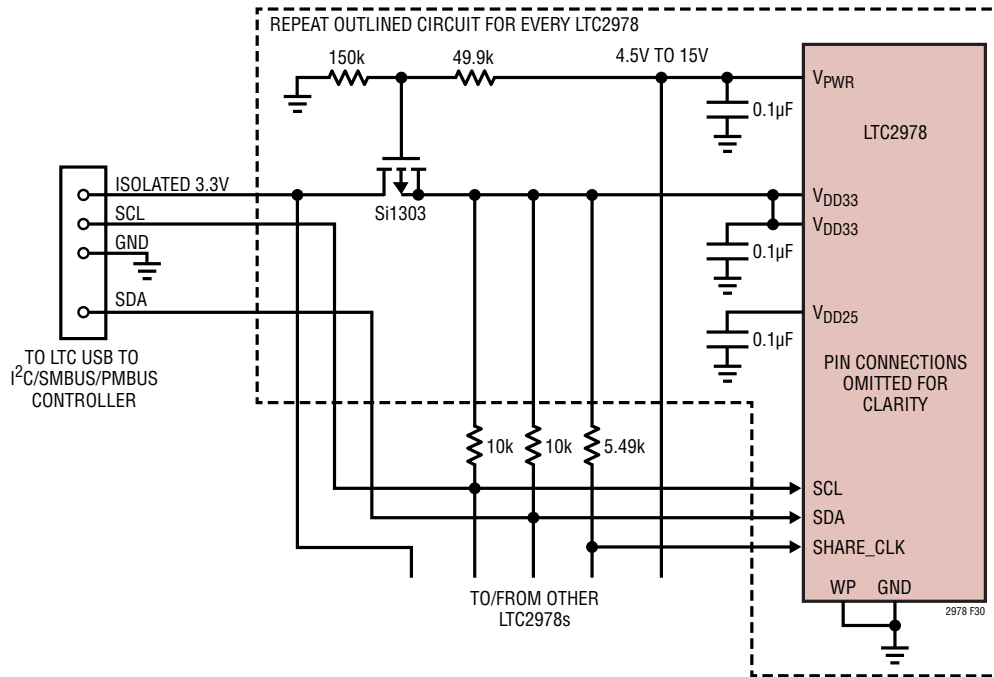 REPEAT OUTLINED CIRCUIT FOR EVERY LTC2978
150k
49.9k
4.5V TO 15V
VPWR
0.1µF
LTC2978
ISOLATED 3.3V
Si1303
VDD33
SCL
VDD33
GND
0.1µF
SDA
VDD25
0.1µF
TO LTC USB TO
I2C/SMBUS/PMBUS
CONTROLLER
PIN CONNECTIONS
OMITTED FOR
CLARITY
10k
10k
5.49k
SCL
SDA
SHARE_CLK
TO/FROM OTHER
LTC2978s
WP
GND
2978 F30